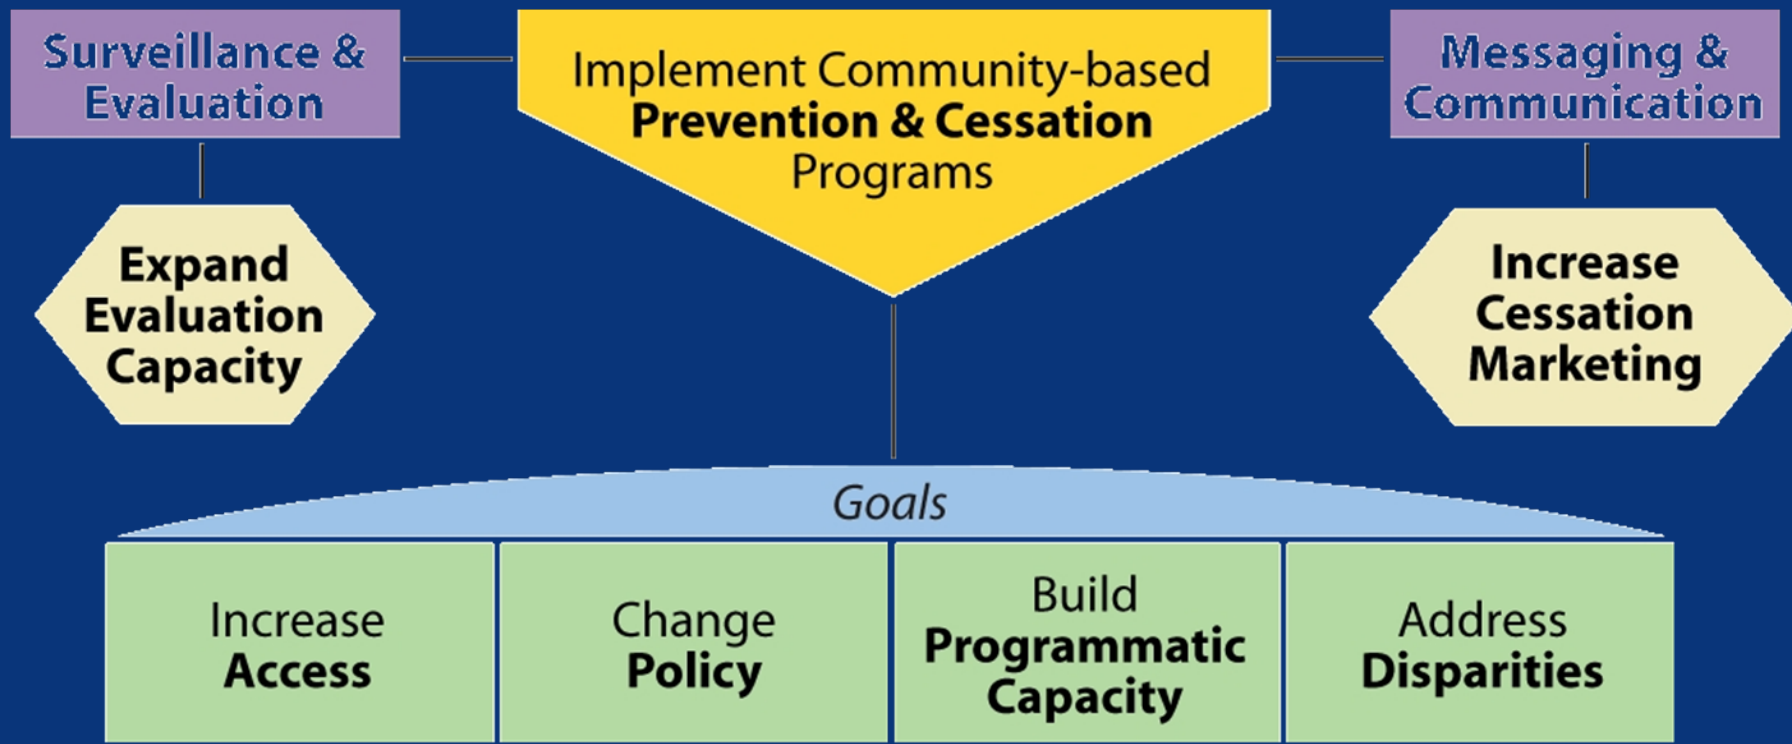 Surveillance &
Evaluation
Implement Community-based
Prevention & Cessation
Programs
Messaging &
Communication
Expand
Evaluation
Capacity
Increase
Cessation
Marketing
Goals
Increase
Access
Change
Policy
Build
Programmatic
Capacity
Address
Disparities